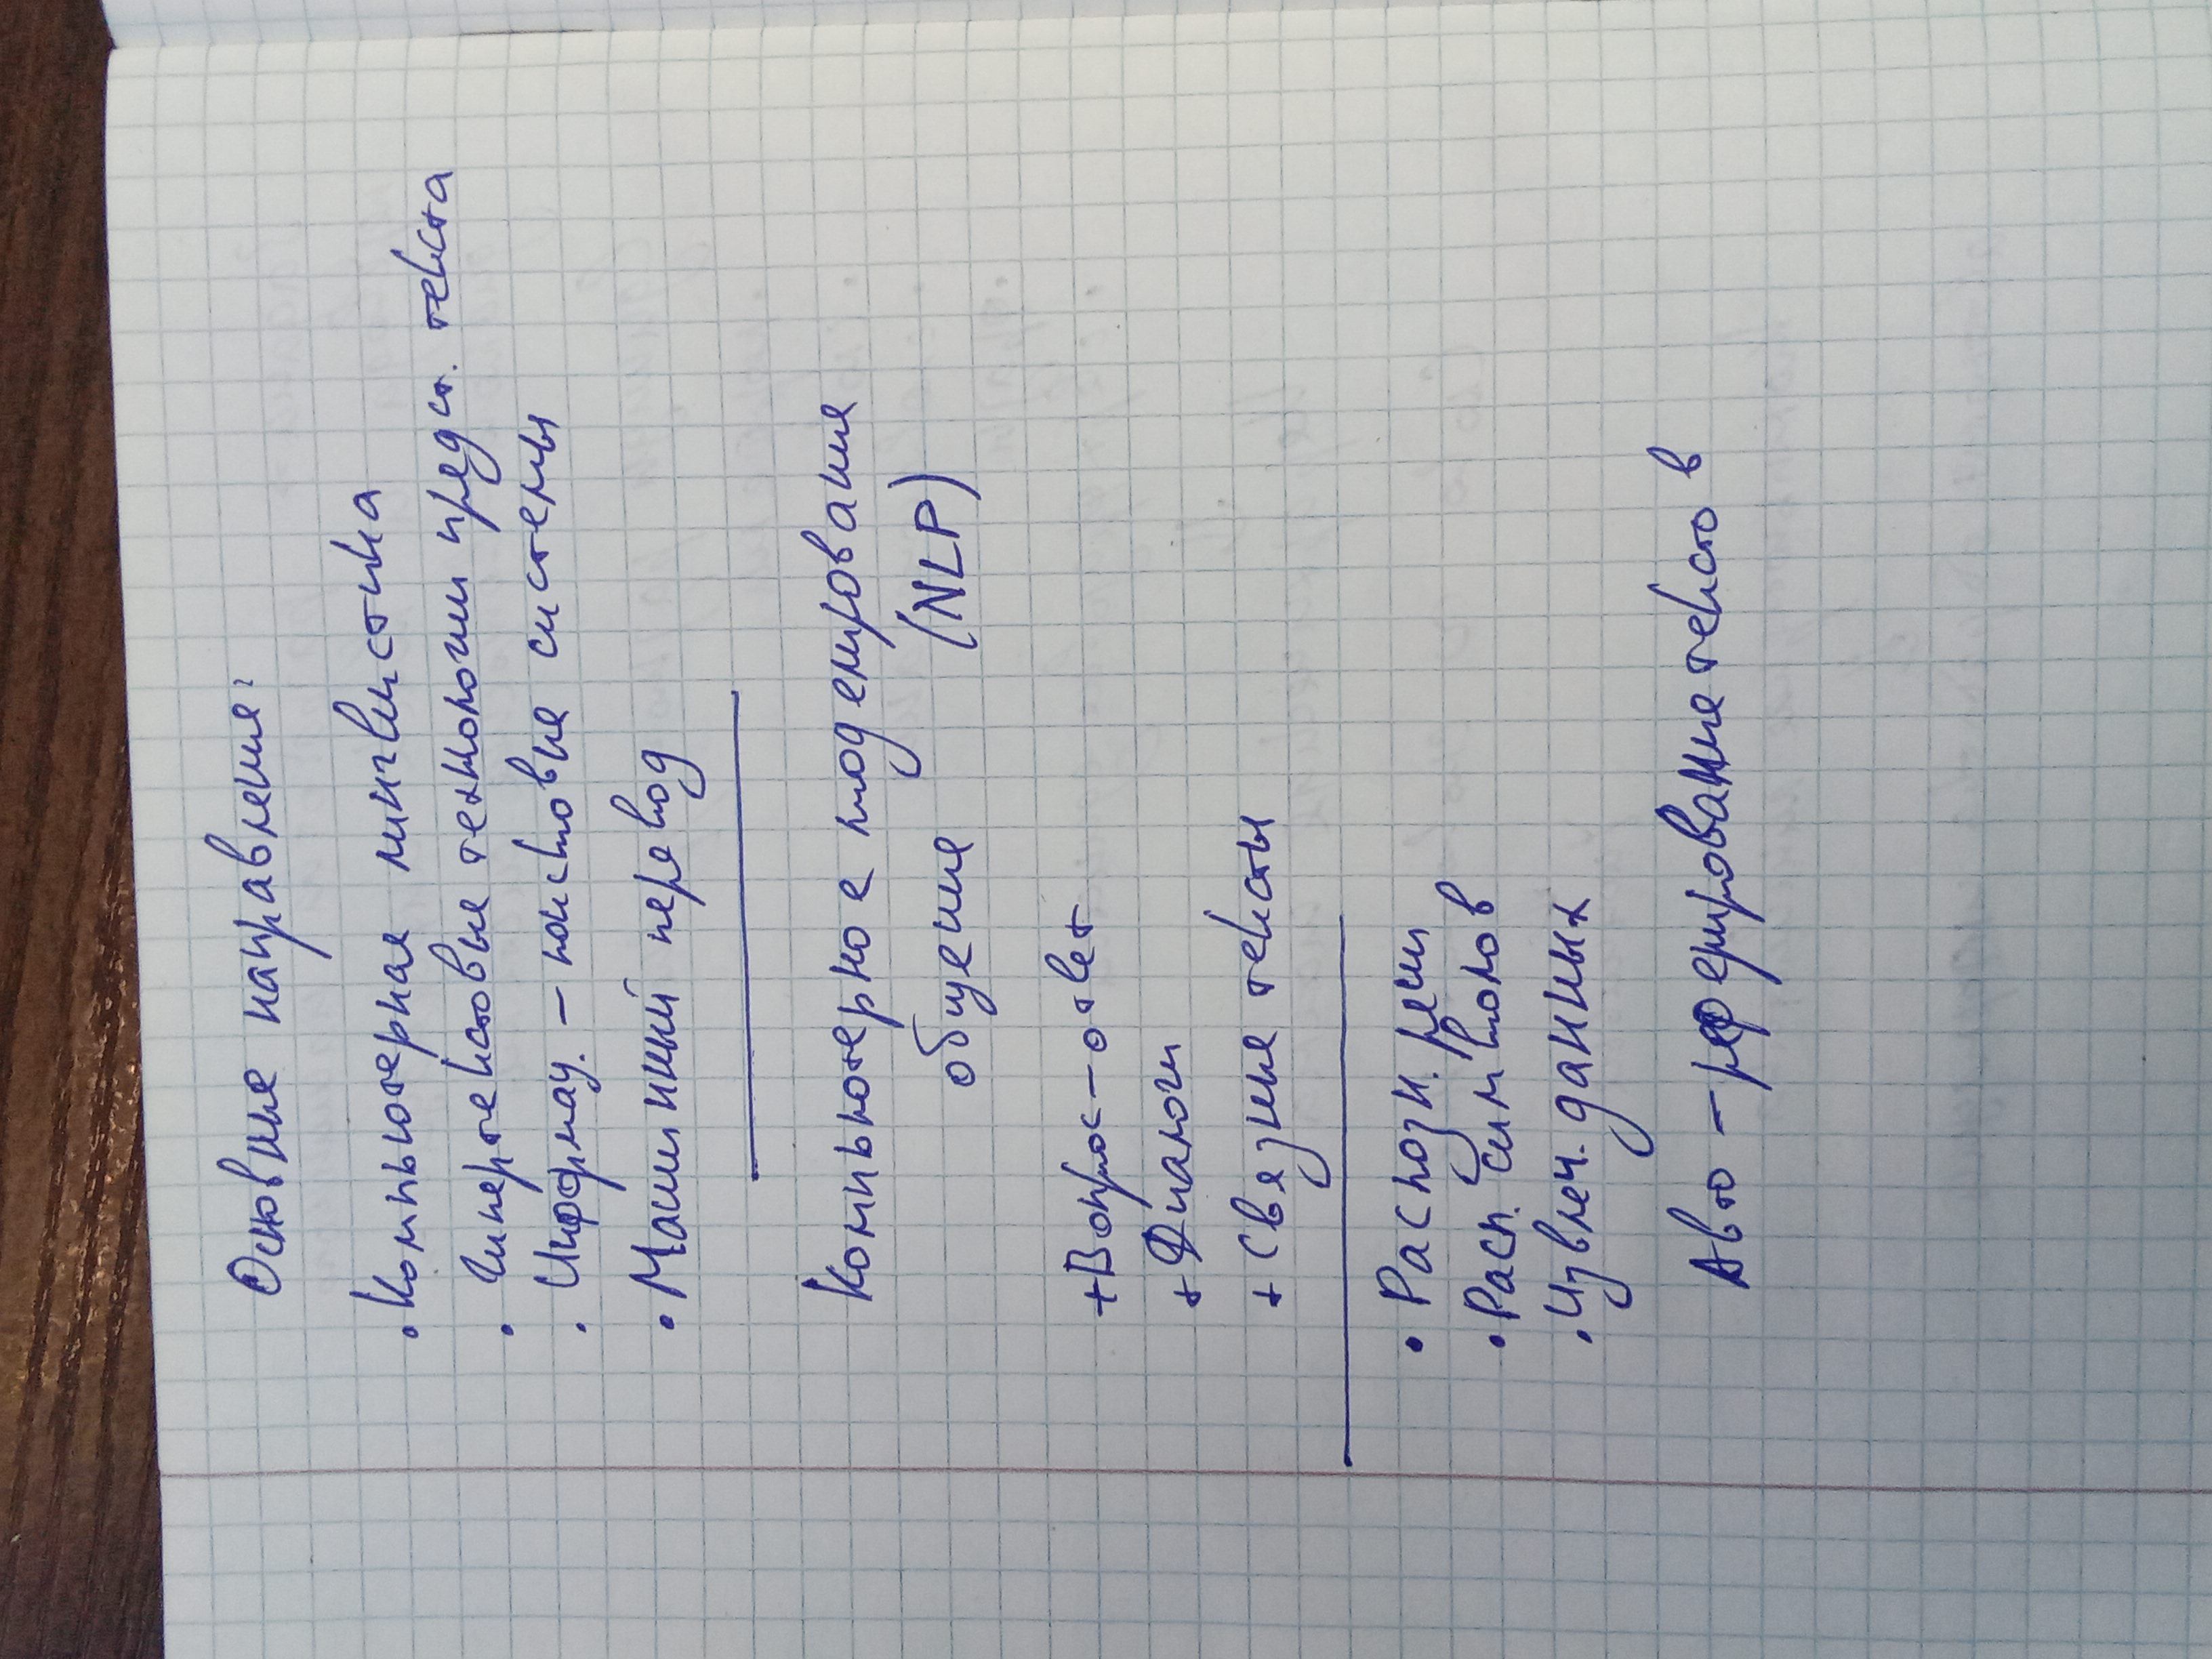 Основные направления:
• Компьютерная лингвистика
• Гипертекстовые технологии предст. текста
• Информац. - поисковые системы
• Машинный перевод
Компьютерное моделирование
общения (NLP)
+ Вопрос - ответ
+ Диалоги
+ Связные тексты
• Распозн. речи
• Расп. символов
• Извлеч. данных
Авто - реферирование текстов